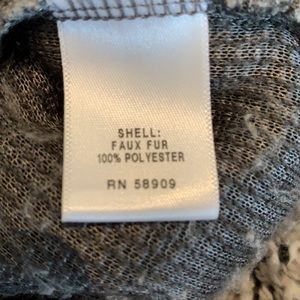 SHELL:
FAUX FUR
100% POLYESTER
RN 58909